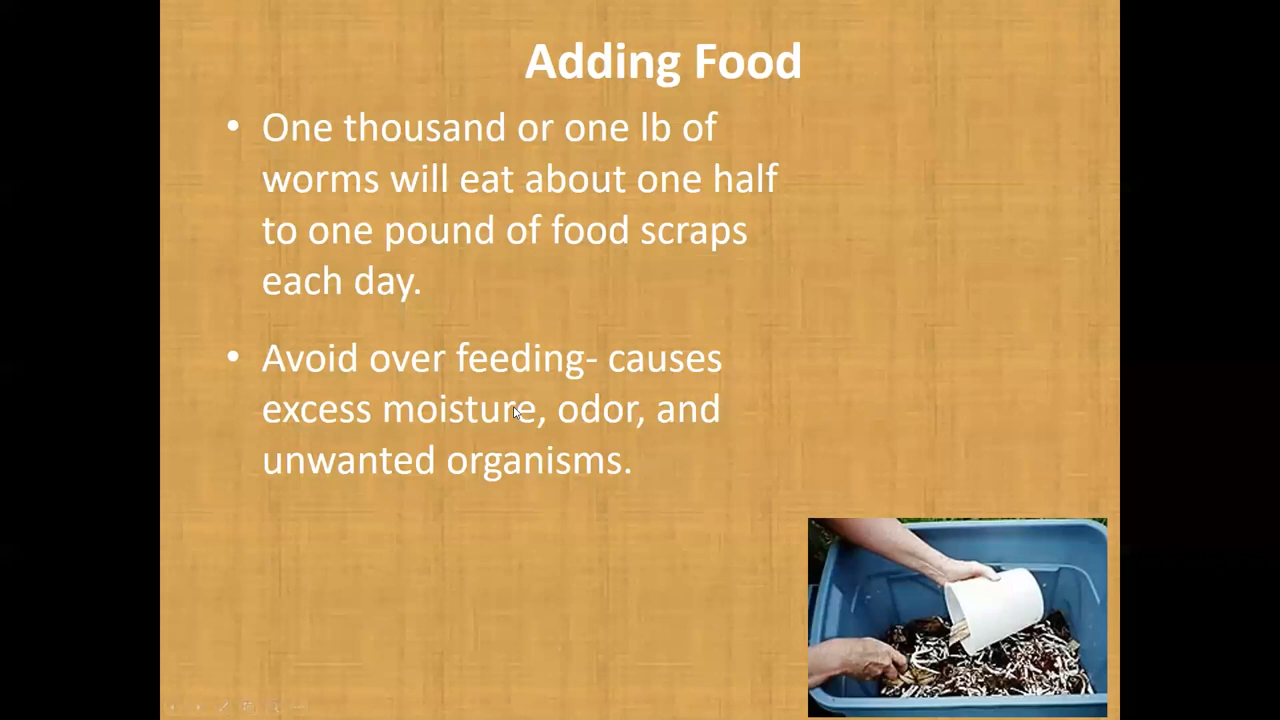 Adding Food
• One thousand or one lb of
worms will eat about one half
to one pound of food scraps
each day.
• Avoid over feeding- causes
excess moisture, odor, and
unwanted organisms.